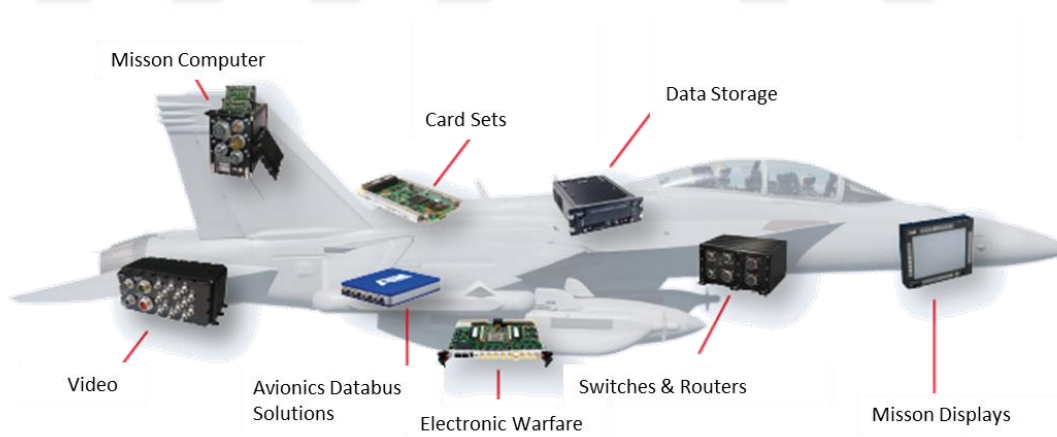 Misson Computer
Card Sets
Data Storage
Video
Avionics Databus
Solutions
Electronic Warfare
Switches & Routers
Misson Displays